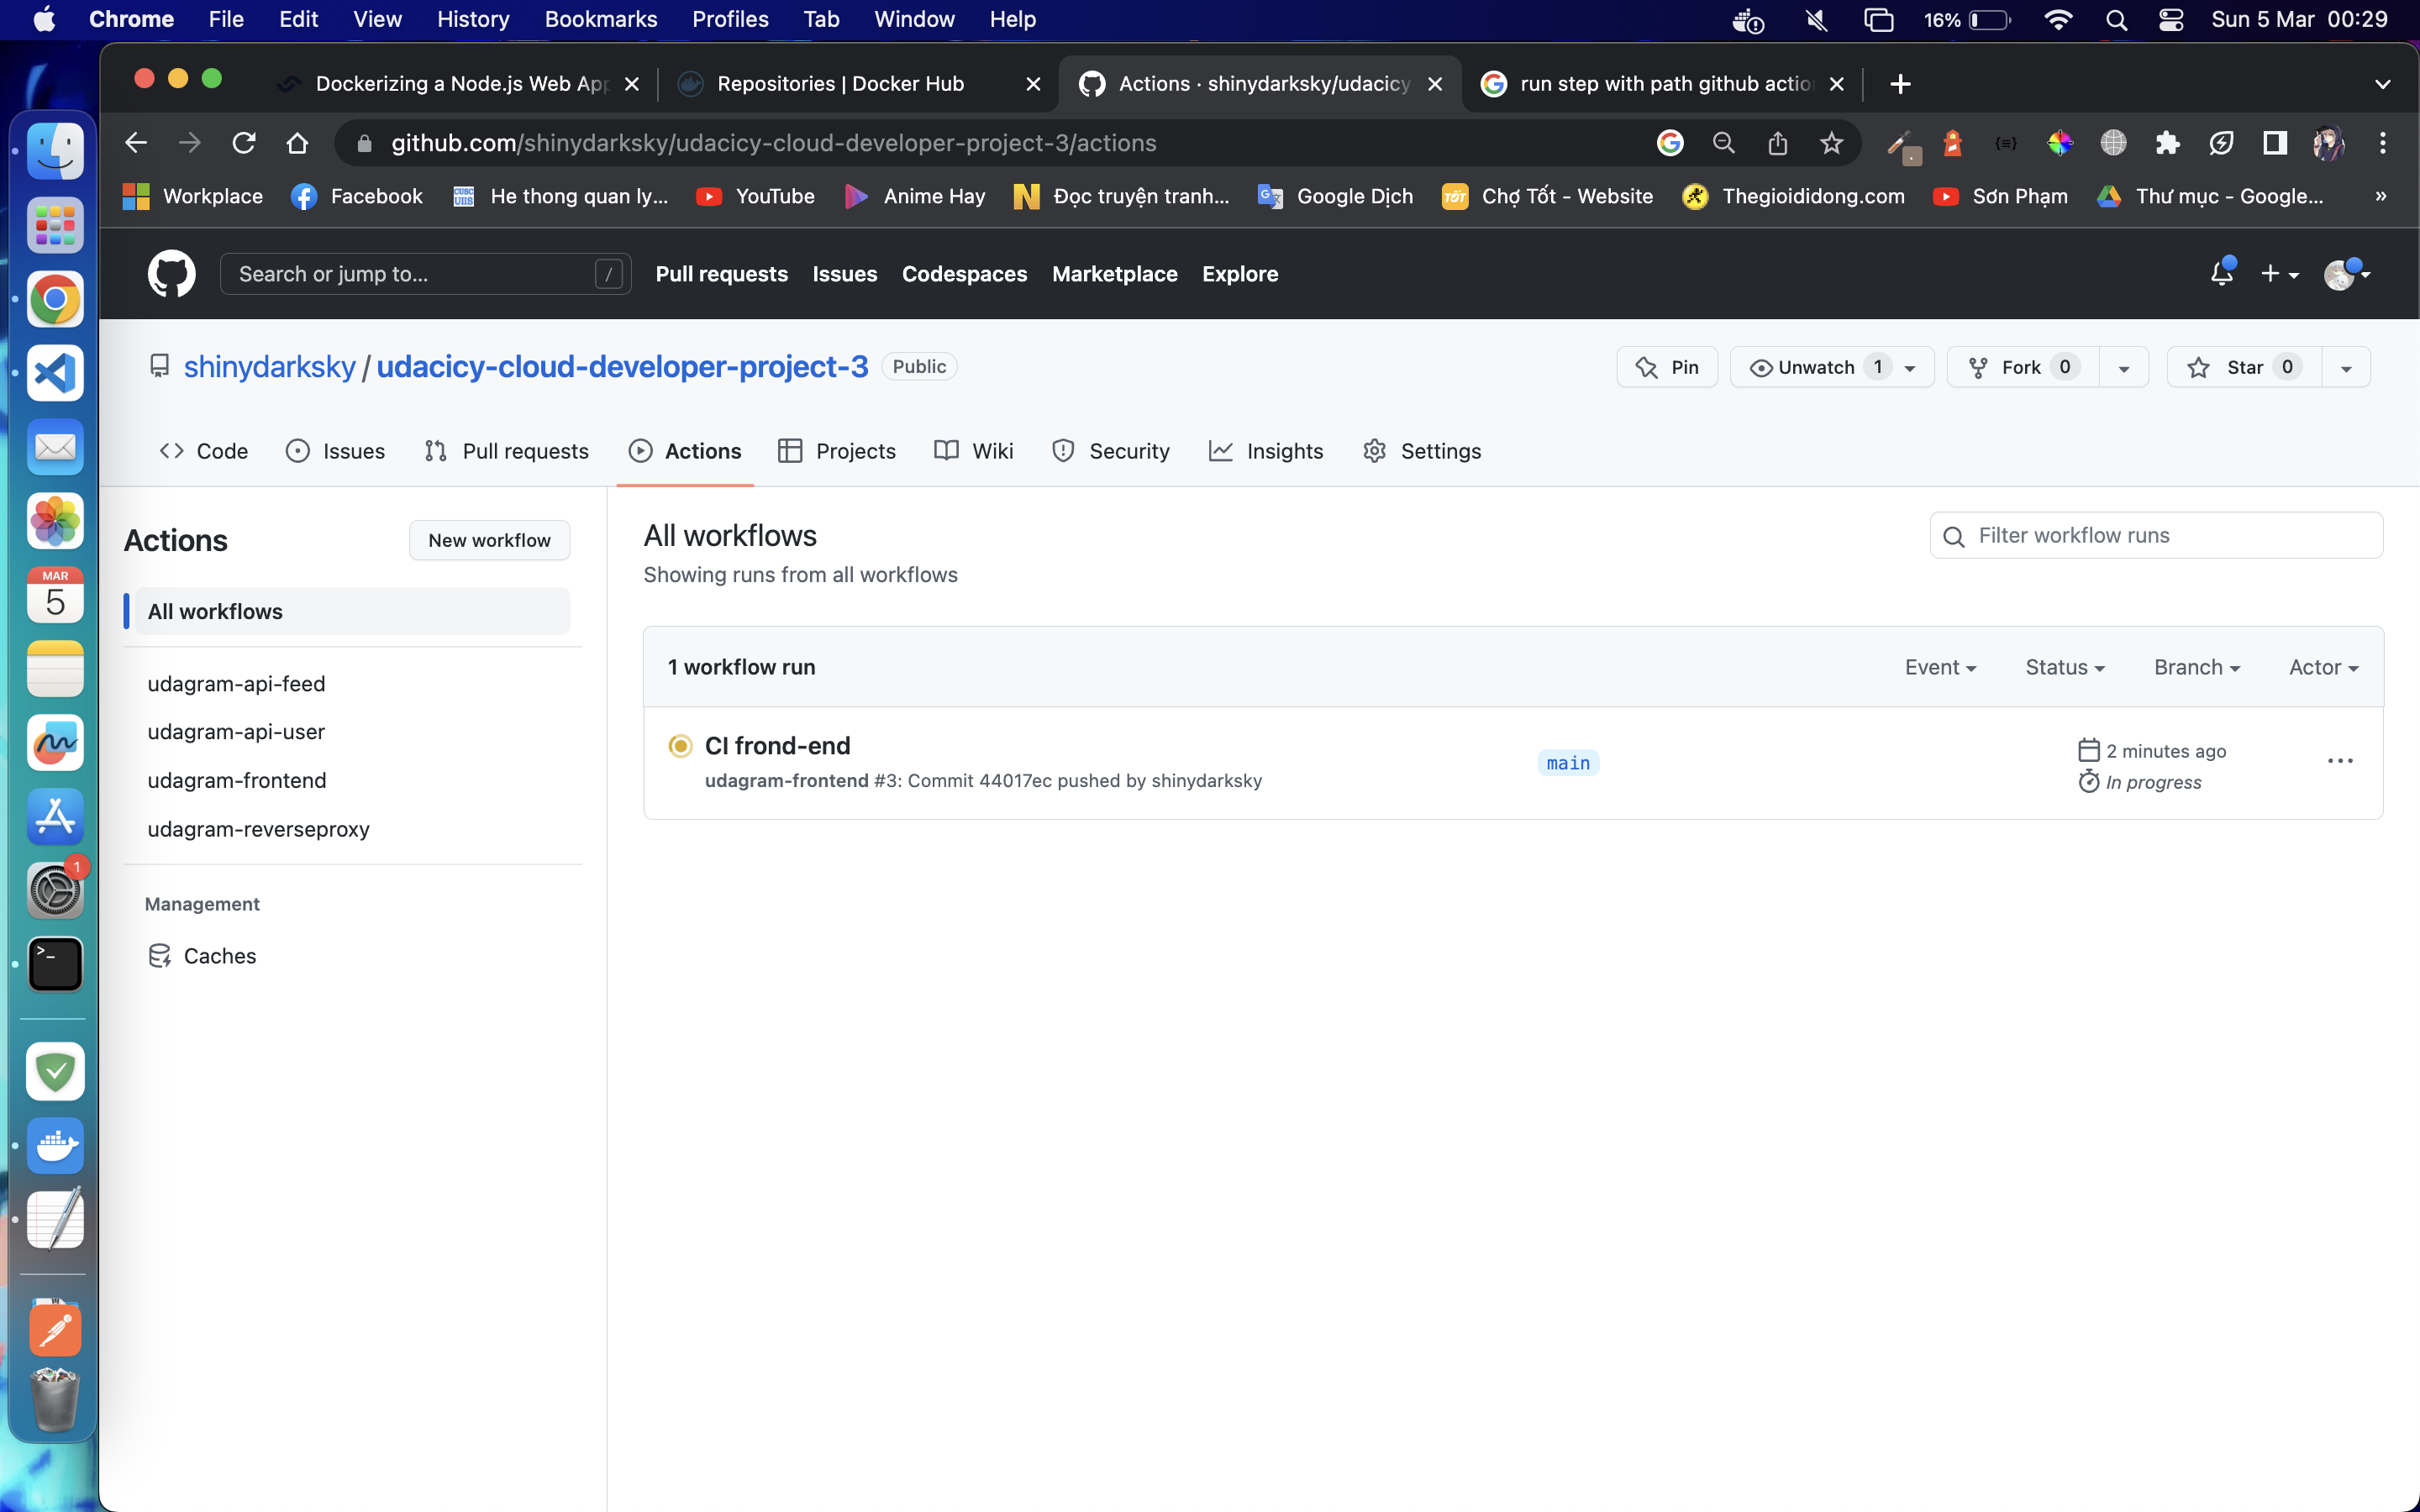 Chrome File Edit View History Bookmarks Profiles Tab Window Help 16% Sun 5 Mar 00:29
Dockerizing a Node.js Web App Repositories | Docker Hub Actions · shinydarksky/udacicy run step with path github actio
github.com/shinydarksky/udacicy-cloud-developer-project-3/actions
Workplace Facebook He thong quan ly... YouTube Anime Hay Đọc truyện tranh... Google Dịch Chợ Tốt - Website Thegioididong.com Sơn Phạm Thư mục - Google... »
Search or jump to... / Pull requests Issues Codespaces Marketplace Explore
shinydarksky / udacicy-cloud-developer-project-3 Public Pin Unwatch 1 Fork 0 Star 0
Code Issues Pull requests Actions Projects Wiki Security Insights Settings
Actions New workflow
All workflows
udagram-api-feed
udagram-api-user
udagram-frontend
udagram-reverseproxy
Management
Caches
All workflows
Showing runs from all workflows
Filter workflow runs
1 workflow run Event Status Branch Actor
CI frond-end
udagram-frontend #3: Commit 44017ec pushed by shinydarksky
main
2 minutes ago
In progress
MAR
5
1